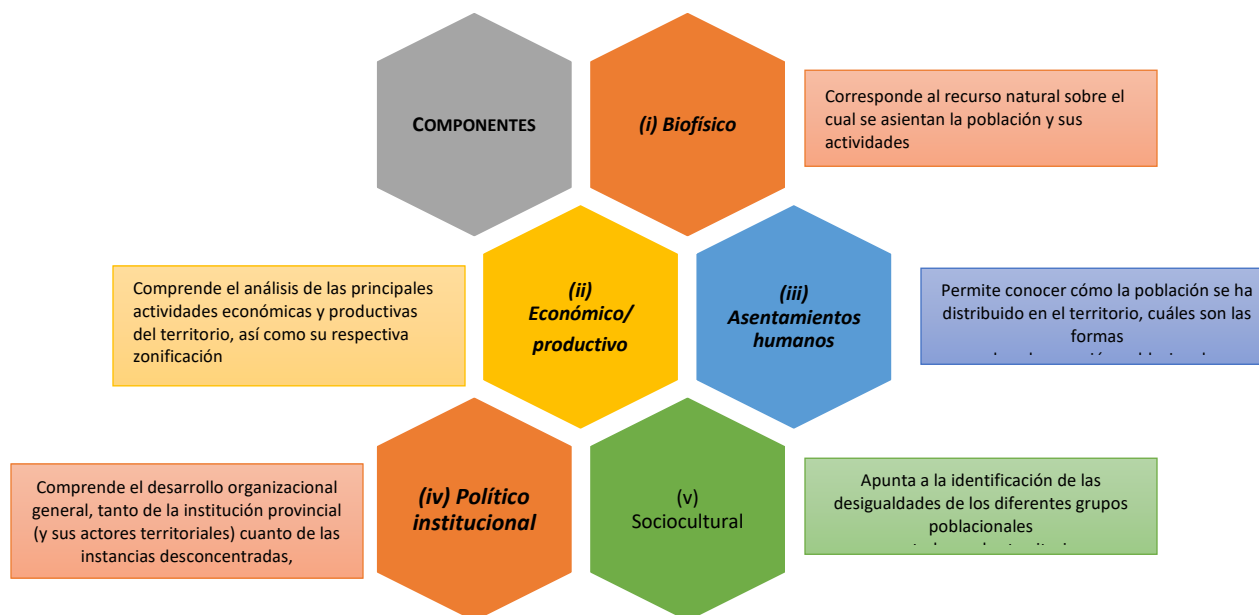 COMPONENTES
(i) Biofísico
Corresponde al recurso natural sobre el
cual se asientan la población y sus
actividades
Comprende el análisis de las principales
actividades económicas y productivas
del territorio, así como su respectiva
zonificación
(ii)
Económico/
productivo
(iii)
Asentamientos
humanos
Permite conocer cómo la población se ha
distribuido en el territorio, cuáles son las
formas
Comprende el desarrollo organizacional
general, tanto de la institución provincial
(y sus actores territoriales) cuanto de las
instancias desconcentradas,
(iv) Político
institucional
(v)
Sociocultural
Apunta a la identificación de las
desigualdades de los diferentes grupos
poblacionales